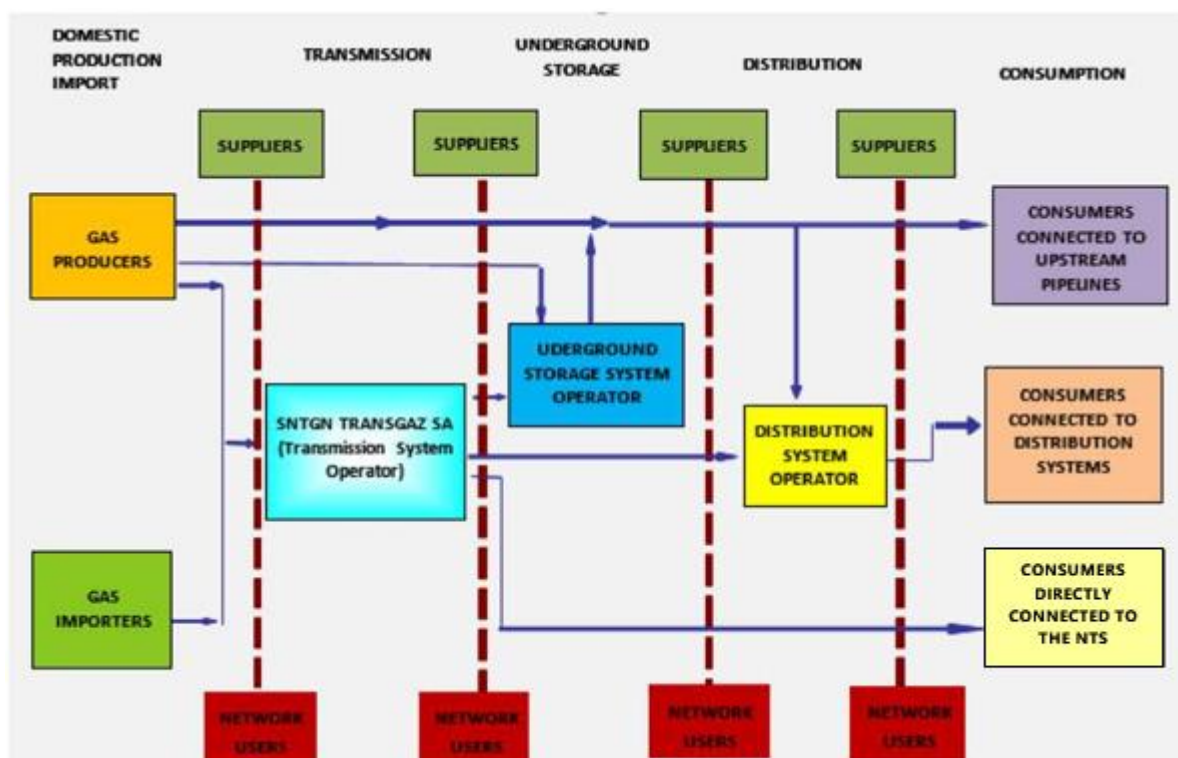 DOMESTIC
PRODUCTION
IMPORT
TRANSMISSION
UNDERGROUND
STORAGE
DISTRIBUTION
CONSUMPTION
SUPPLIERS
SUPPLIERS
SUPPLIERS
SUPPLIERS
GAS
PRODUCERS
CONSUMERS
CONNECTED TO
UPSTREAM
PIPELINES
UDERGROUND
STORAGE SYSTEM
OPERATOR
SNTGN TRANSGAZ SA
(Transmission System
Operator)
DISTRIBUTION
SYSTEM
OPERATOR
CONSUMERS
CONNECTED TO
DISTRIBUTION
SYSTEMS
GAS
IMPORTERS
CONSUMERS
DIRECTLY
CONNECTED TO
THE NTS
NETWORK
USERS
NETWORK
USERS
NETWORK
USERS
NETWORK
USERS